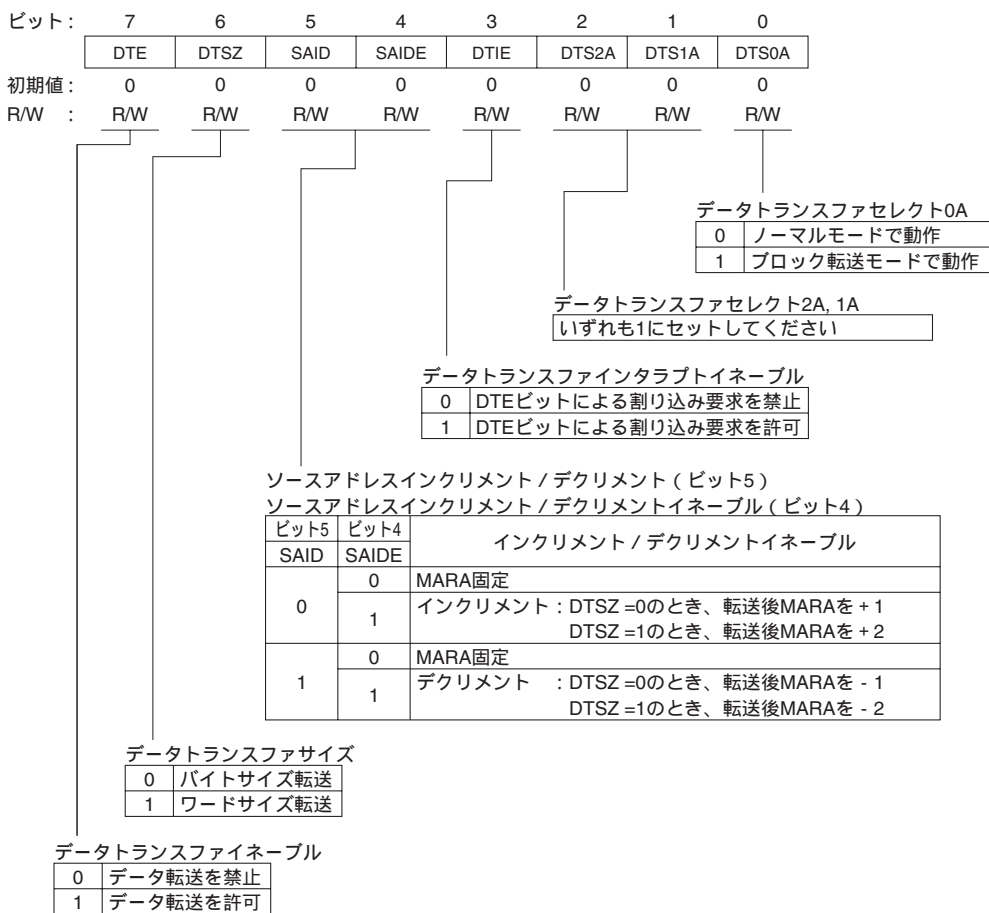 ビット : 7 6 5 4 3 2 1 0
DTE DTSZ SAID SAIDE DTIE DTS2A DTS1A DTS0A
初期値 : 0 0 0 0 0 0 0 0
R/W : R/W R/W R/W R/W R/W R/W R/W R/W
データトランスファセレクト0A
0 ノーマルモードで動作
1 ブロック転送モードで動作
データトランスファセレクト2A, 1A
いずれも1にセットしてください
データトランスファインタラプトイネーブル
0 DTEビットによる割り込み要求を禁止
1 DTEビットによる割り込み要求を許可
ソースアドレスインクリメント / デクリメント ( ビット5 )
ソースアドレスインクリメント / デクリメントイネーブル ( ビット4 )
ビット5 ビット4 インクリメント / デクリメントイネーブル
SAID SAIDE
0 0 MARA固定
1 インクリメント : DTSZ =0のとき、転送後MARAを + 1
DTSZ =1のとき、転送後MARAを + 2
1 0 MARA固定
1 デクリメント : DTSZ =0のとき、転送後MARAを - 1
DTSZ =1のとき、転送後MARAを - 2
データトランスファサイズ
0 バイトサイズ転送
1 ワードサイズ転送
データトランスファイネーブル
0 データ転送を禁止
1 データ転送を許可